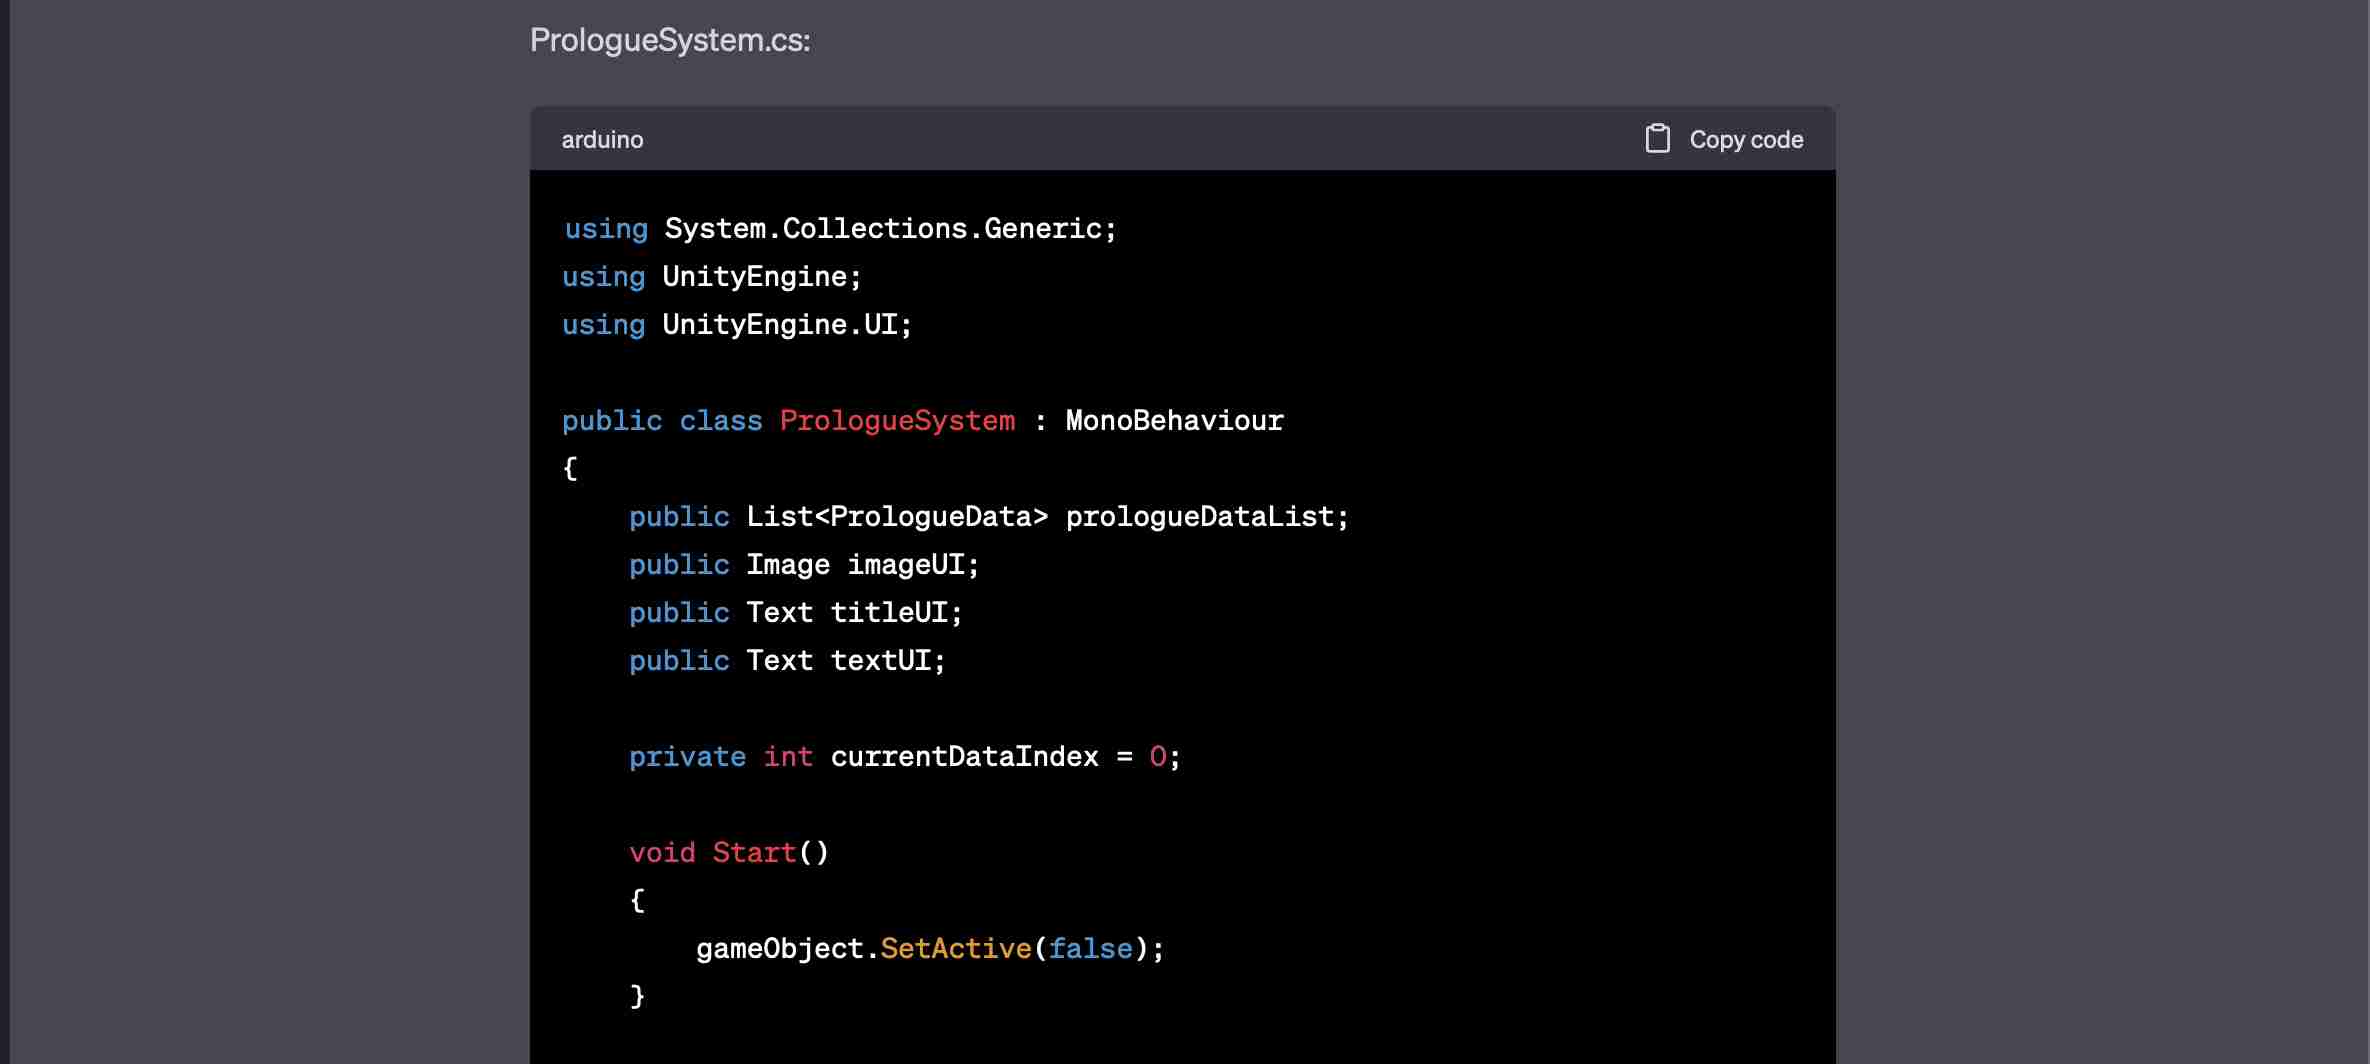 PrologueSystem.cs:
arduino
Copy code
using System.Collections.Generic;
using UnityEngine;
using UnityEngine.UI;
public class PrologueSystem : MonoBehaviour
{
    public List<PrologueData> prologueDataList;
    public Image imageUI;
    public Text titleUI;
    public Text textUI;
    private int currentDataIndex = 0;
    void Start()
    {
        gameObject.SetActive(false);
    }